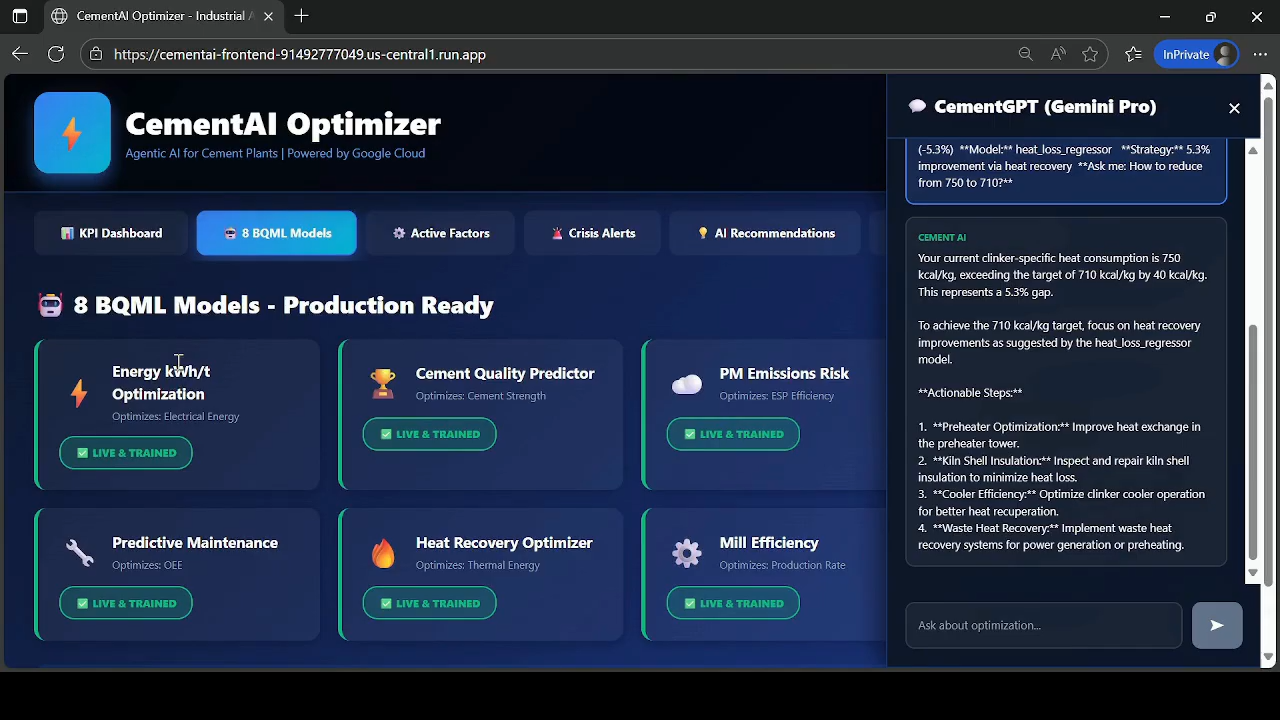 CementAI Optimizer - Industrial A
https://cementai-frontend-91492777049.us-central1.run.app
InPrivate
CementAI Optimizer
Agentic AI for Cement Plants | Powered by Google Cloud
KPI Dashboard
8 BQML Models
Active Factors
Crisis Alerts
AI Recommendations
8 BQML Models - Production Ready
Energy kWh/t
Optimization
Optimizes: Electrical Energy
LIVE & TRAINED
Cement Quality Predictor
Optimizes: Cement Strength
LIVE & TRAINED
PM Emissions Risk
Optimizes: ESP Efficiency
LIVE & TRAINED
Predictive Maintenance
Optimizes: OEE
LIVE & TRAINED
Heat Recovery Optimizer
Optimizes: Thermal Energy
LIVE & TRAINED
Mill Efficiency
Optimizes: Production Rate
LIVE & TRAINED
CementGPT (Gemini Pro)
(-5.3%) **Model:** heat_loss_regressor **Strategy:** 5.3%
improvement via heat recovery **Ask me: How to reduce
from 750 to 710?**
CEMENT AI
Your current clinker-specific heat consumption is 750
kcal/kg, exceeding the target of 710 kcal/kg by 40 kcal/kg.
This represents a 5.3% gap.
To achieve the 710 kcal/kg target, focus on heat recovery
improvements as suggested by the heat_loss_regressor
model.
**Actionable Steps:**
1. **Preheater Optimization:** Improve heat exchange in
the preheater tower.
2. **Kiln Shell Insulation:** Inspect and repair kiln shell
insulation to minimize heat loss.
3. **Cooler Efficiency:** Optimize clinker cooler operation
for better heat recuperation.
4. **Waste Heat Recovery:** Implement waste heat
recovery systems for power generation or preheating.
Ask about optimization...